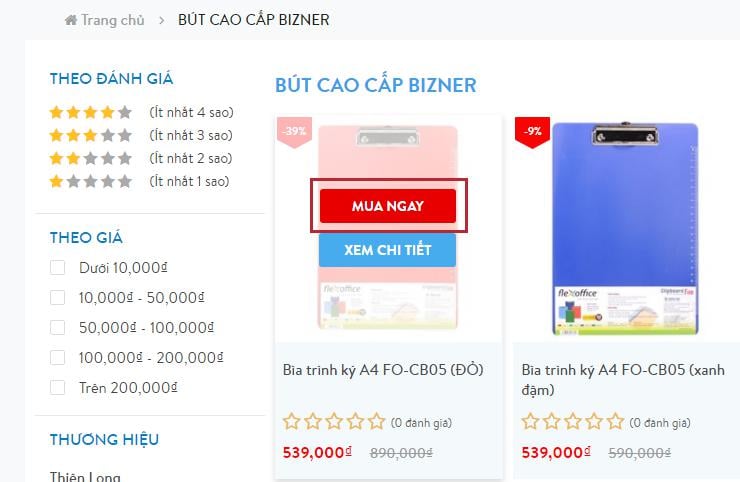 Trang chủ > BÚT CAO CẤP BIZNER
THEO ĐÁNH GIÁ
(Ít nhất 4 sao)
(Ít nhất 3 sao)
(Ít nhất 2 sao)
(Ít nhất 1 sao)
THEO GIÁ
Dưới 10,000₫
10,000₫ - 50,000₫
50,000₫ - 100,000₫
100,000₫ - 200,000₫
Trên 200,000₫
THƯƠNG HIỆU
Thiên Long
BÚT CAO CẤP BIZNER
-39%
MUA NGAY
XEM CHI TIẾT
flexoffice
Bìa trình ký A4 FO-CB05 (ĐỎ)
(0 đánh giá)
539,000₫ 890,000₫
-9%
flexoffice
Clipboard
Bìa trình ký A4 FO-CB05 (xanh
đậm)
(0 đánh giá)
539,000₫ 590,000₫